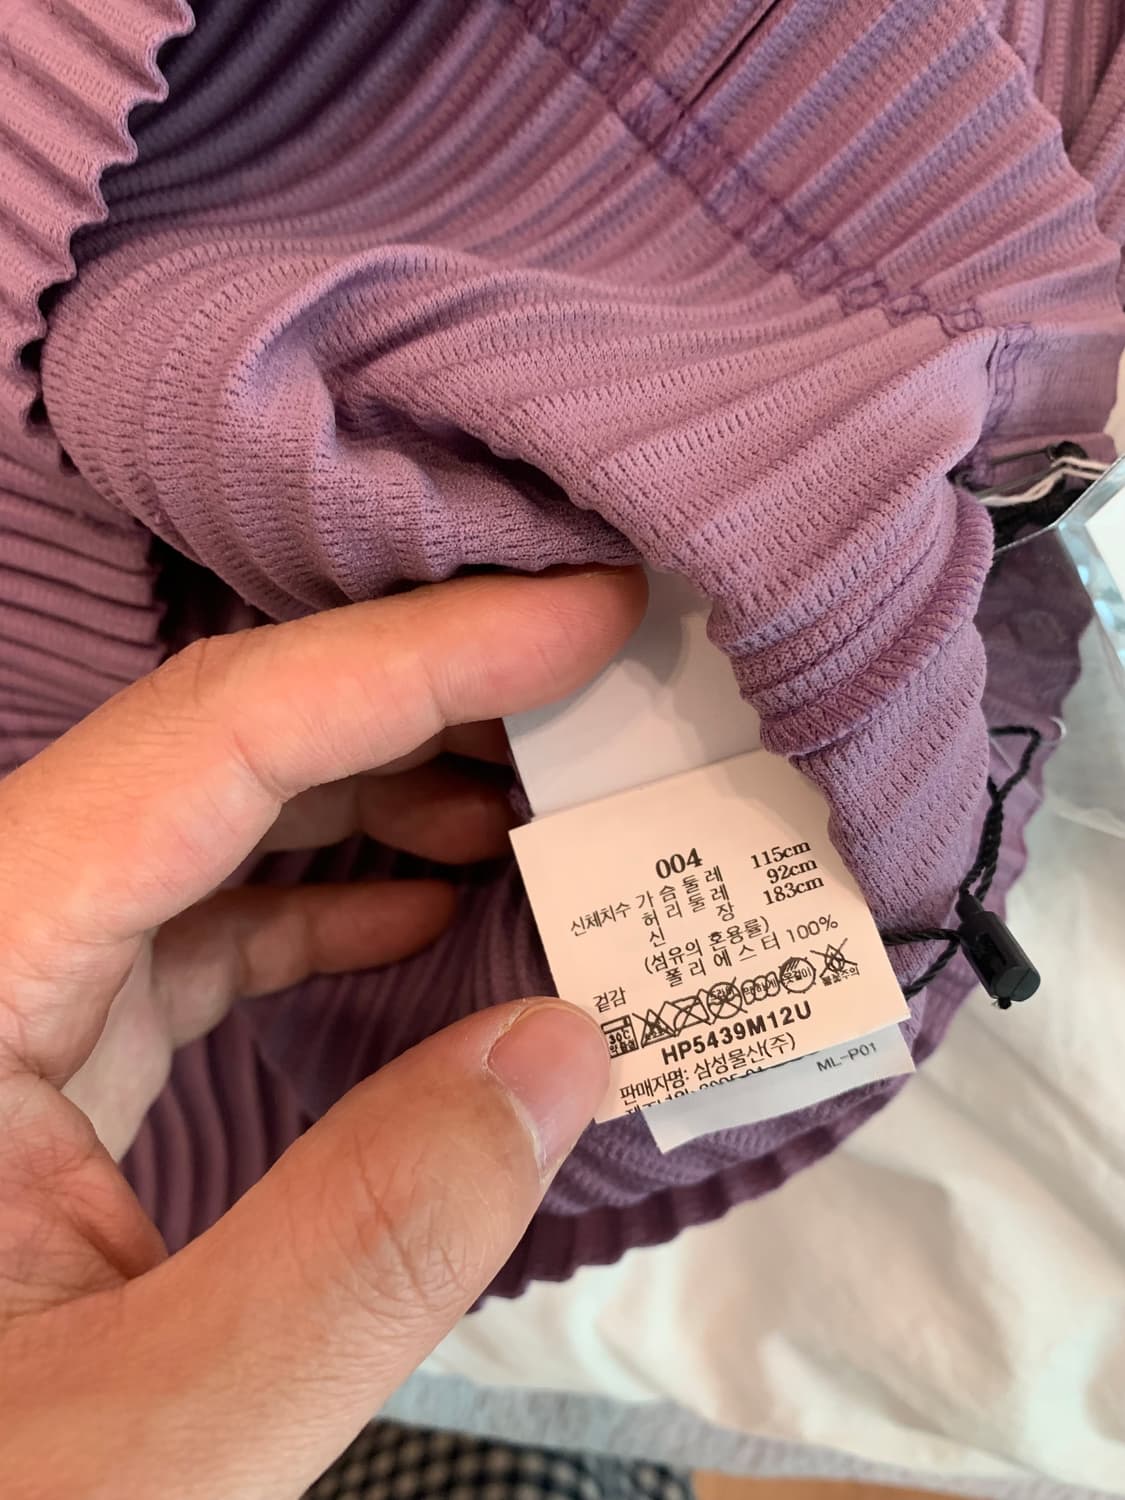 004
신체치수 가슴둘레 115cm
허리둘레 92cm
신장 183cm
(섬유의 혼용률)
겉감 폴리에스터 100%
30℃
HP5439M12U
판매자명: 삼성물산(주)
ML-P01